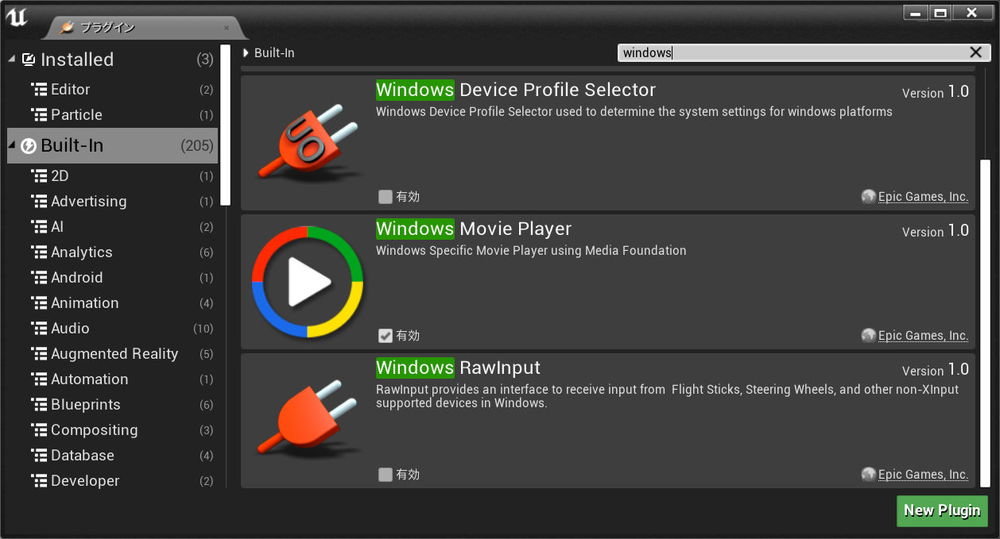 プラグイン
Installed (3)
Editor (2)
Particle (1)
Built-In (205)
2D (1)
Advertising (1)
AI (2)
Analytics (6)
Android (1)
Animation (4)
Audio (10)
Augmented Reality (5)
Automation (1)
Blueprints (6)
Compositing (3)
Database (4)
Developer (2)
Built-In
windows
Windows Device Profile Selector
Version 1.0
Windows Device Profile Selector used to determine the system settings for windows platforms
UO
有効
Epic Games, Inc.
Windows Movie Player
Version 1.0
Windows Specific Movie Player using Media Foundation
有効
Epic Games, Inc.
Windows RawInput
Version 1.0
RawInput provides an interface to receive input from  Flight Sticks, Steering Wheels, and other non-XInput
supported devices in Windows.
有効
Epic Games, Inc.
New Plugin